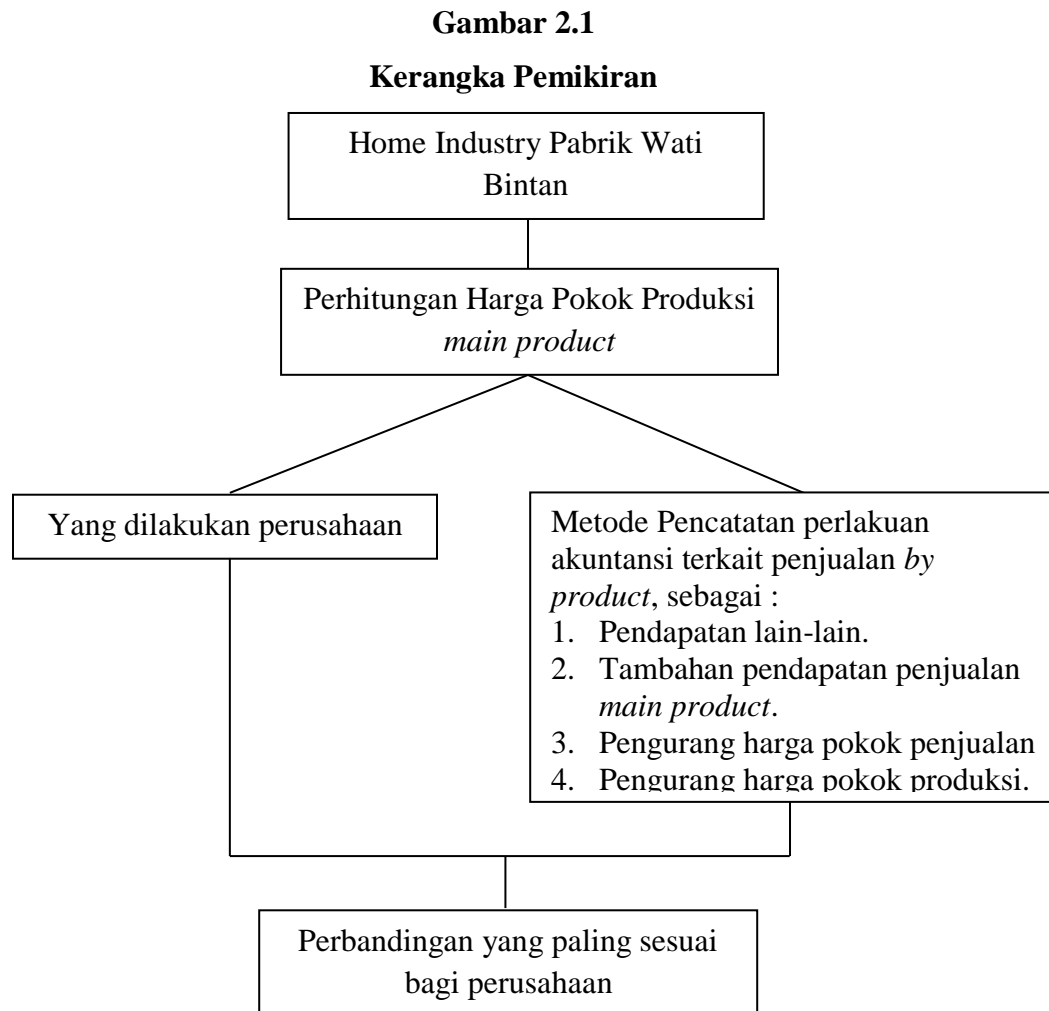 Gambar 2.1
Kerangka Pemikiran
Home Industry Pabrik Wati
Bintan
Perhitungan Harga Pokok Produksi
main product
Yang dilakukan perusahaan
Metode Pencatatan perlakuan
akuntansi terkait penjualan by
product, sebagai :
1. Pendapatan lain-lain.
2. Tambahan pendapatan penjualan
main product.
3. Pengurang harga pokok penjualan
4. Pengurang harga pokok produksi.
Perbandingan yang paling sesuai
bagi perusahaan